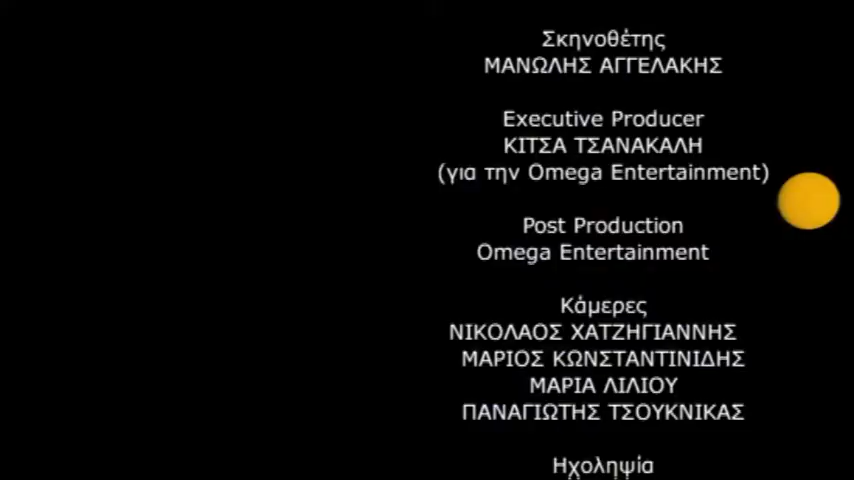 Σκηνοθέτης
ΜΑΝΩΛΗΣ ΑΓΓΕΛΑΚΗΣ
Executive Producer
ΚΙΤΣΑ ΤΣΑΝΑΚΑΛΗ
(για την Omega Entertainment)
Post Production
Omega Entertainment
Κάμερες
ΝΙΚΟΛΑΟΣ ΧΑΤΖΗΓΙΑΝΝΗΣ
ΜΑΡΙΟΣ ΚΩΝΣΤΑΝΤΙΝΙΔΗΣ
ΜΑΡΙΑ ΛΙΛΙΟΥ
ΠΑΝΑΓΙΩΤΗΣ ΤΣΟΥΚΝΙΚΑΣ
Ηχοληψία